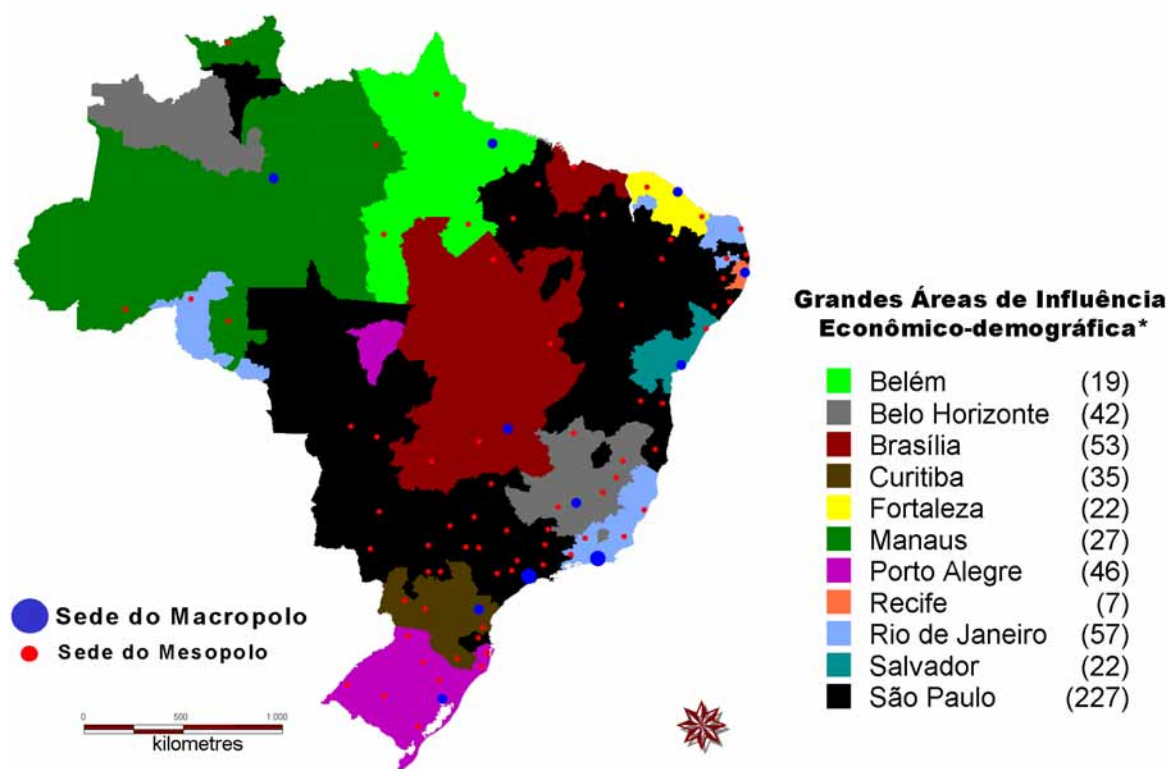 Grandes Áreas de Influência
Econômico-demográfica*
Belém (19)
Belo Horizonte (42)
Brasília (53)
Curitiba (35)
Fortaleza (22)
Manaus (27)
Porto Alegre (46)
Recife (7)
Rio de Janeiro (57)
Salvador (22)
São Paulo (227)
Sede do Macropolo
Sede do Mesopolo
0 500 1 000
kilometres